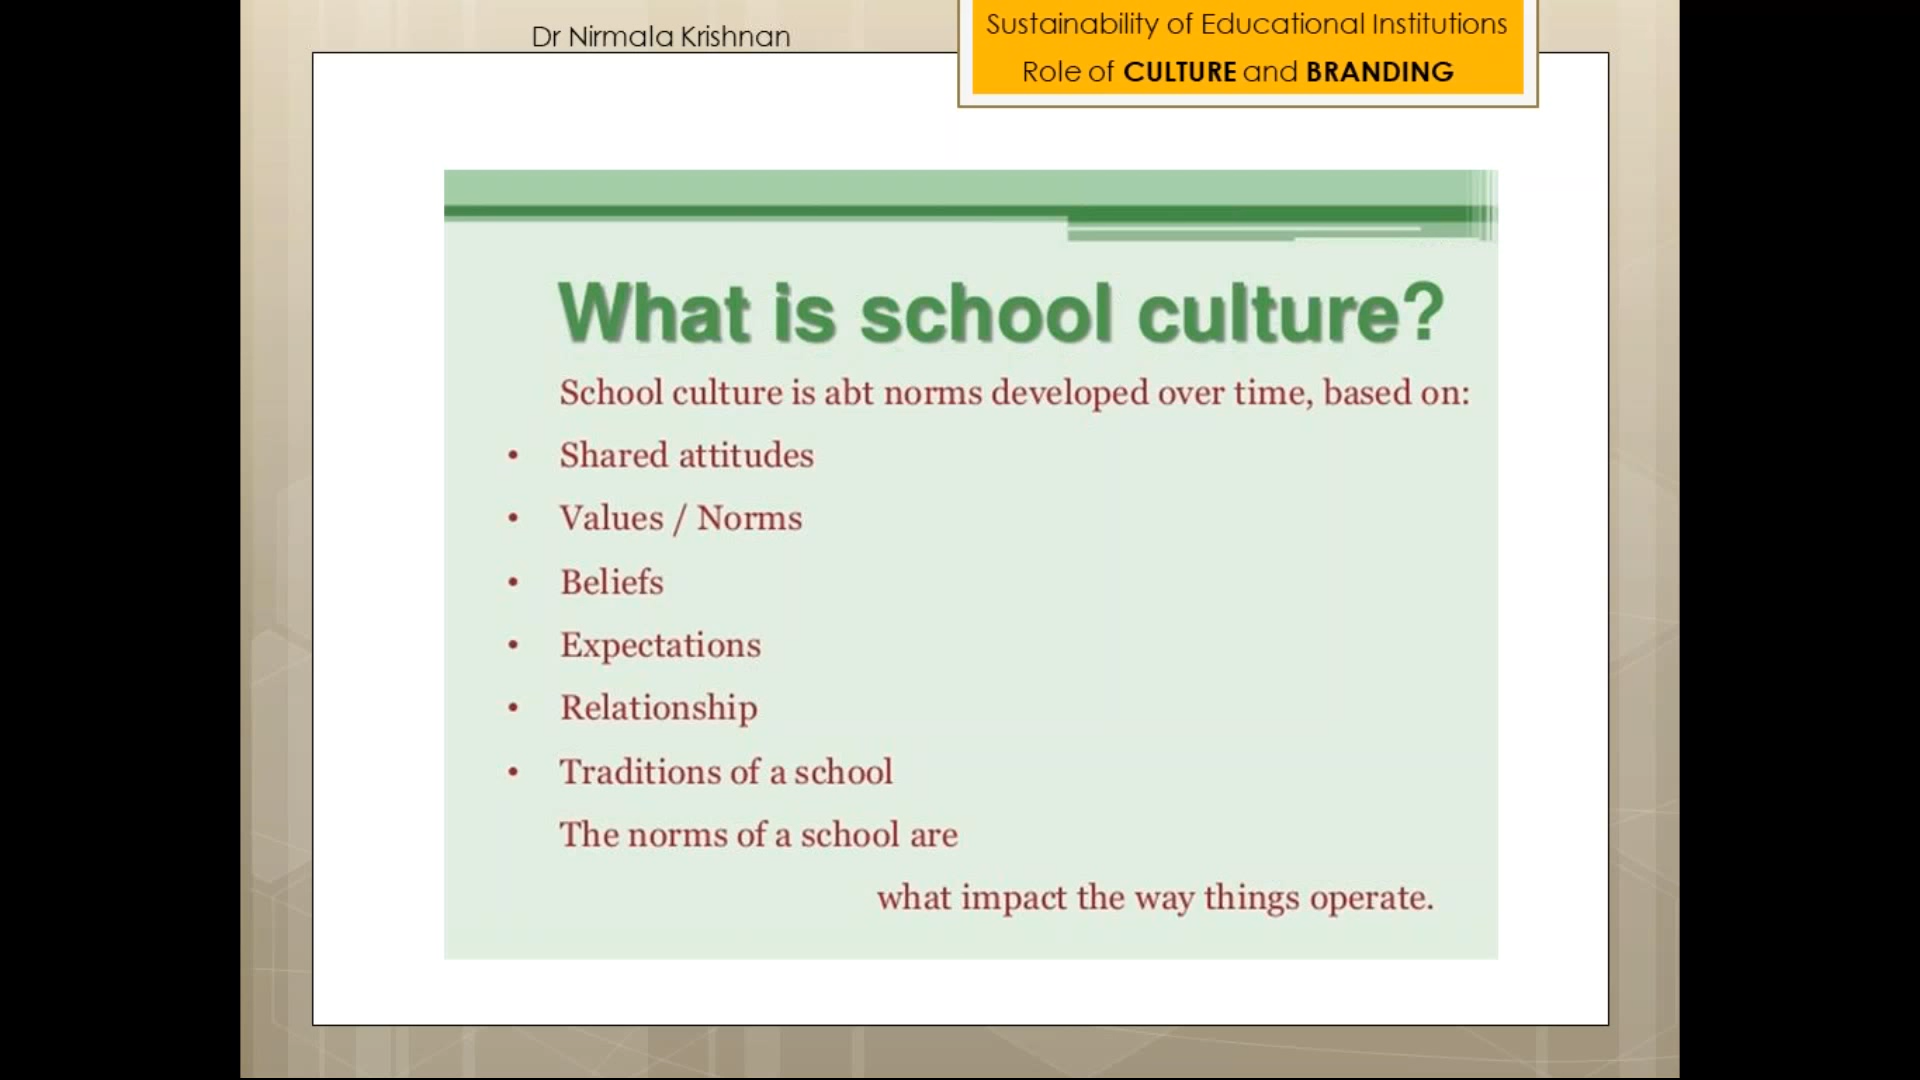 Dr Nirmala Krishnan
Sustainability of Educational Institutions
Role of CULTURE and BRANDING
What is school culture?
School culture is abt norms developed over time, based on:
• Shared attitudes
• Values / Norms
• Beliefs
• Expectations
• Relationship
• Traditions of a school
The norms of a school are
what impact the way things operate.